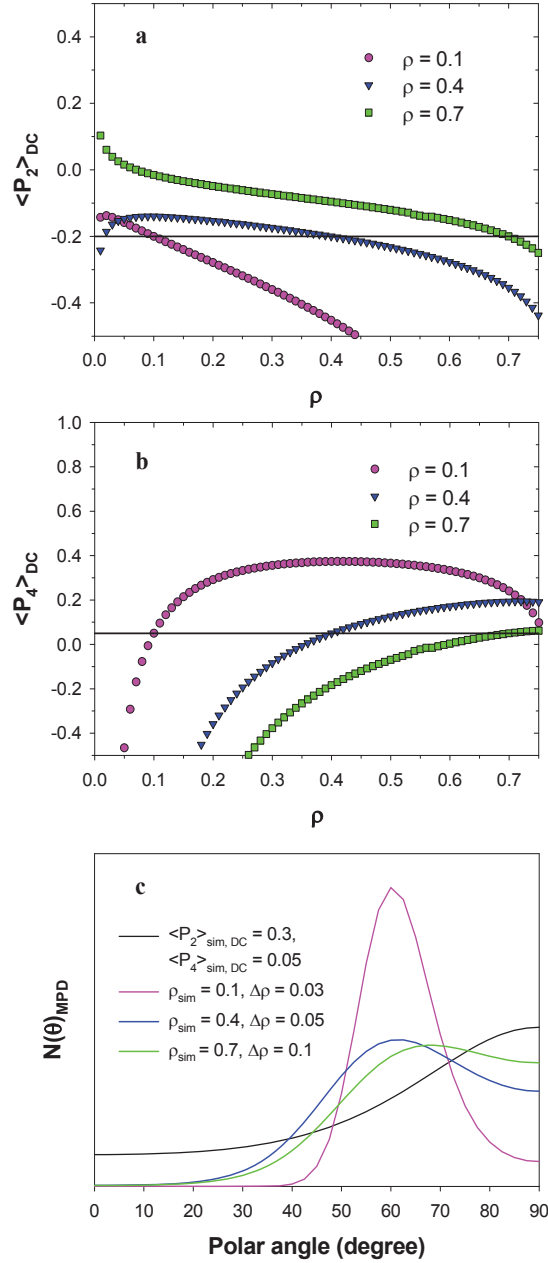 a
ρ = 0.1
ρ = 0.4
ρ = 0.7
<P2>DC
0.4
0.2
0.0
-0.2
-0.4
0.0 0.1 0.2 0.3 0.4 0.5 0.6 0.7
ρ
b
ρ = 0.1
ρ = 0.4
ρ = 0.7
<P4>DC
1.0
0.8
0.6
0.4
0.2
0.0
-0.2
-0.4
0.0 0.1 0.2 0.3 0.4 0.5 0.6 0.7
ρ
c
<P2>sim, DC = 0.3,
<P4>sim, DC = 0.05
ρsim = 0.1, Δρ = 0.03
ρsim = 0.4, Δρ = 0.05
ρsim = 0.7, Δρ = 0.1
N(θ)MPD
0 10 20 30 40 50 60 70 80 90
Polar angle (degree)